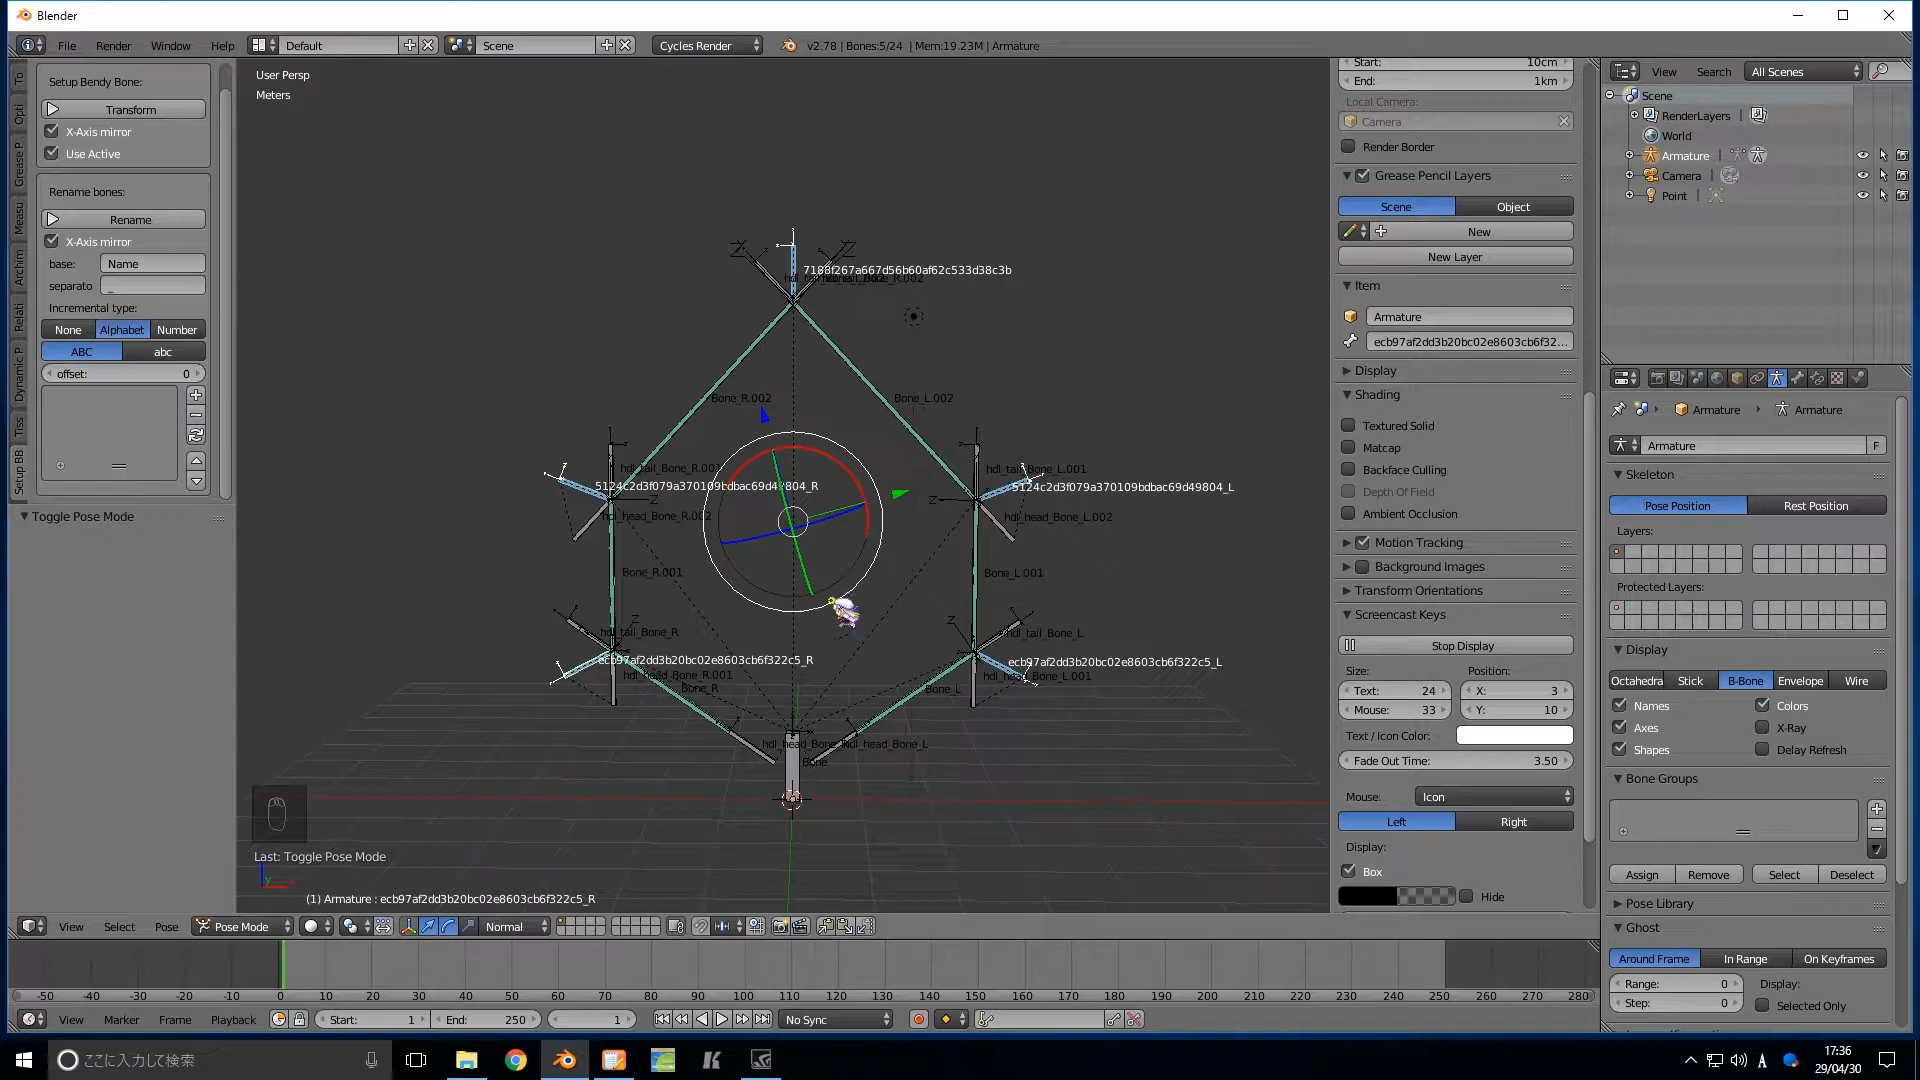 Blender
File Render Window Help Default Scene Cycles Render v2.78 | Bones:5/24 | Mem:19.23M | Armature
User Persp
Meters
To
Opti
Grease P
Measu
Archim
Relati
Dynamic P
Tiss
Setup BB
Setup Bendy Bone:
Transform
X-Axis mirror
Use Active
Rename bones:
Rename
X-Axis mirror
base: Name
separato _
Incremental type:
None Alphabet Number
ABC abc
offset: 0
Toggle Pose Mode
7188f267a667d56b60af62c533d38c3b
Bone_R.002
Bone_L.002
hdl_tail_Bone_R.001
hdl_tail_Bone_L.001
5124c2d3f079a370109bdbac69d49804_R
5124c2d3f079a370109bdbac69d49804_L
hdl_head_Bone_R.002
hdl_head_Bone_L.002
Bone_R.001
Bone_L.001
hdl_tail_Bone_R
hdl_tail_Bone_L
ecb97af2dd3b20bc02e8603cb6f322c5_R
ecb97af2dd3b20bc02e8603cb6f322c5_L
hdl_head_Bone_R.001
hdl_head_Bone_L.001
Bone_R
Bone_L
hdl_head_Bone_L
Bone
Last: Toggle Pose Mode
(1) Armature : ecb97af2dd3b20bc02e8603cb6f322c5_R
View Select Pose Pose Mode Normal
Start: 10cm
End: 1km
Local Camera:
Camera
Render Border
Grease Pencil Layers
Scene Object
New
New Layer
Item
Armature
ecb97af2dd3b20bc02e8603cb6f32...
Display
Shading
Textured Solid
Matcap
Backface Culling
Depth Of Field
Ambient Occlusion
Motion Tracking
Background Images
Transform Orientations
Screencast Keys
Stop Display
Size: Position:
Text: 24 X: 3
Mouse: 33 Y: 10
Text / Icon Color:
Fade Out Time: 3.50
Mouse: Icon
Left Right
Display:
Box
Hide
View Search All Scenes
Scene
RenderLayers
World
Armature
Camera
Point
Armature Armature
Armature F
Skeleton
Pose Position Rest Position
Layers:
Protected Layers:
Display
Octahedra Stick B-Bone Envelope Wire
Names Colors
Axes X-Ray
Shapes Delay Refresh
Bone Groups
Assign Remove Select Deselect
Pose Library
Ghost
Around Frame In Range On Keyframes
Range: 0 Display:
Step: 0 Selected Only
-50 -40 -30 -20 -10 0 10 20 30 40 50 60 70 80 90 100 110 120 130 140 150 160 170 180 190 200 210 220 230 240 250 260 270 280
View Marker Frame Playback Start: 1 End: 250 1 No Sync
ここに入力して検索
A
17:36
29/04/30